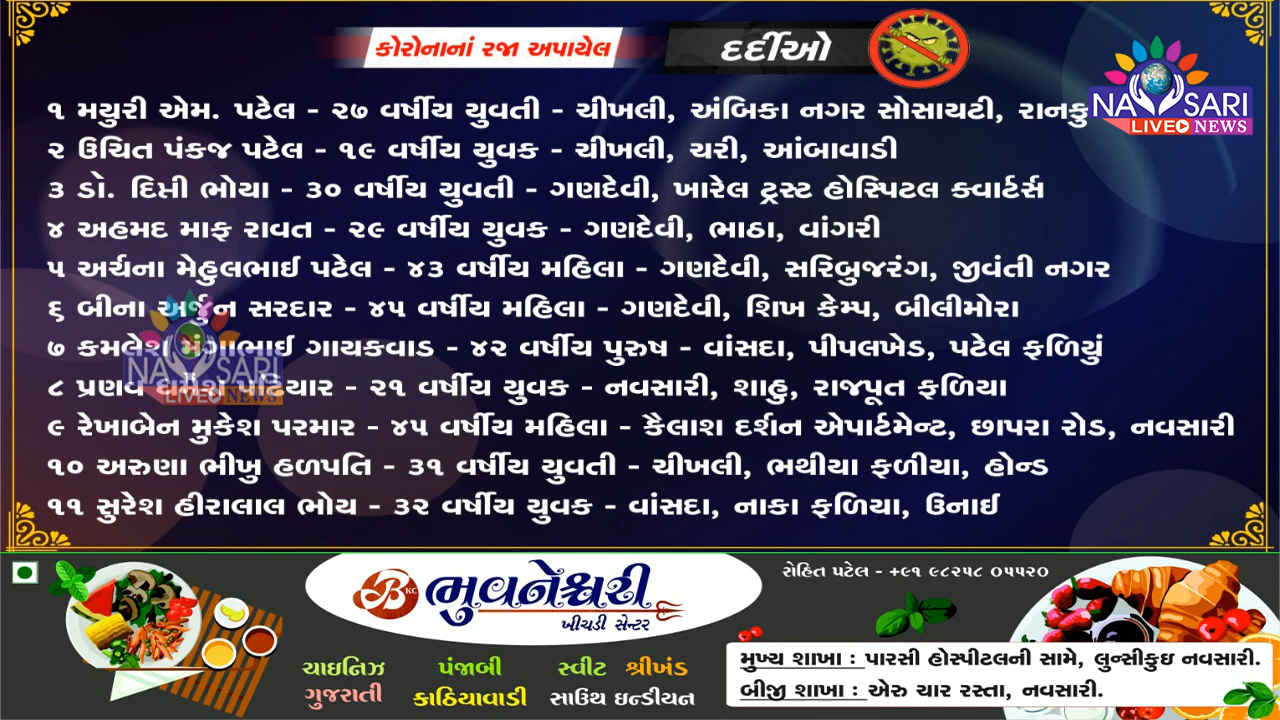 કોરોનાનાં રજા અપાયેલ દર્દીઓ
NAVSARI
LIVE NEWS
૧ મયુરી એમ. પટેલ - ૨૭ વર્ષીય યુવતી - ચીખલી, અંબિકા નગર સોસાયટી, રાનકુ
૨ ઉચિત પંકજ પટેલ - ૧૯ વર્ષીય યુવક - ચીખલી, ચરી, આંબાવાડી
૩ ડો. દિપ્તી ભોયા - ૩૦ વર્ષીય યુવતી - ગણદેવી, ખારેલ ટ્રસ્ટ હોસ્પિટલ ક્વાર્ટર્સ
૪ અહમદ માફ રાવત - ૨૯ વર્ષીય યુવક - ગણદેવી, ભાઠા, વાંગરી
૫ અર્ચના મેહુલભાઈ પટેલ - ૪૩ વર્ષીય મહિલા - ગણદેવી, સરિબુજરંગ, જીવંતી નગર
૬ બીના અર્જુન સરદાર - ૪૫ વર્ષીય મહિલા - ગણદેવી, શિખ કેમ્પ, બીલીમોરા
૭ કમલેશ મંગાભાઈ ગાયકવાડ - ૪૨ વર્ષીય પુરુષ - વાંસદા, પીપલખેડ, પટેલ ફળિયું
NAVSARI
૮ પ્રણવ ધર્મેશ પઢિયાર - ૨૧ વર્ષીય યુવક - નવસારી, શાહુ, રાજપૂત ફળિયા
LIVE NEWS
૯ રેખાબેન મુકેશ પરમાર - ૪૫ વર્ષીય મહિલા - કૈલાશ દર્શન એપાર્ટમેન્ટ, છાપરા રોડ, નવસારી
૧૦ અરુણા ભીખુ હળપતિ - ૩૧ વર્ષીય યુવતી - ચીખલી, ભથીયા ફળીયા, હોન્ડ
૧૧ સુરેશ હીરાલાલ ભોય - ૩૨ વર્ષીય યુવક - વાંસદા, નાકા ફળિયા, ઉનાઈ
KC ભુવનેશ્વરી
ખીચડી સેન્ટર
રોહિત પટેલ - +૯૧ ૯૮૨૫૮ ૦૫૫૨૦
ચાઇનિઝ પંજાબી સ્વીટ શ્રીખંડ
ગુજરાતી કાઠિયાવાડી સાઉથ ઇન્ડીયન
મુખ્ય શાખા : પારસી હોસ્પીટલની સામે, લુન્સીકુઇ નવસારી.
બીજી શાખા : એરુ ચાર રસ્તા, નવસારી.